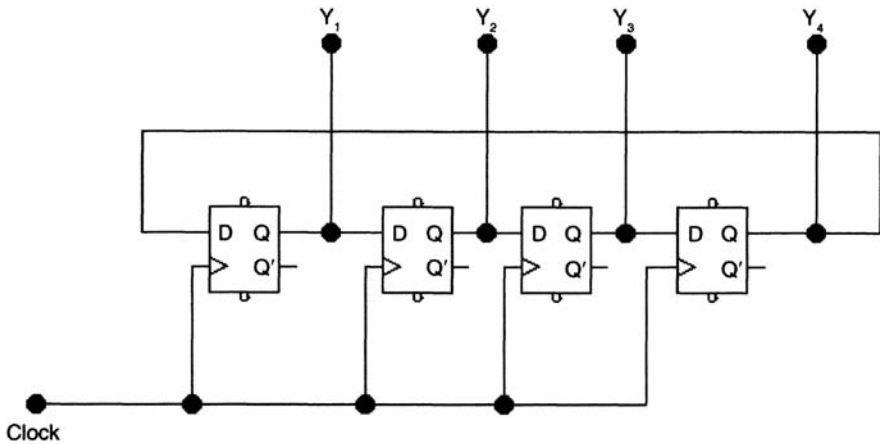 Y₁ Y₂ Y₃ Y₄
D Q D Q D Q D Q
Q' Q' Q' Q'
Clock